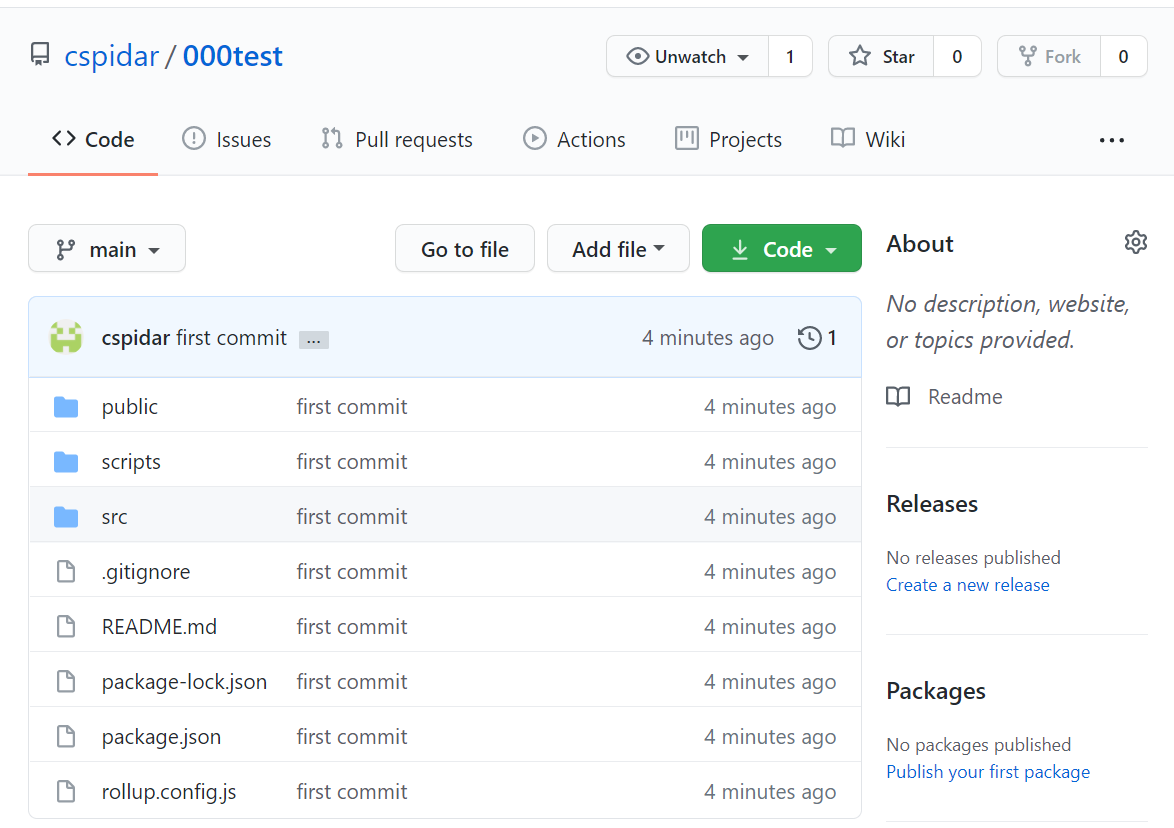 cspidar / 000test
Unwatch 1 Star 0 Fork 0
Code Issues Pull requests Actions Projects Wiki ...
main Go to file Add file Code
cspidar first commit ... 4 minutes ago 1
public first commit 4 minutes ago
scripts first commit 4 minutes ago
src first commit 4 minutes ago
.gitignore first commit 4 minutes ago
README.md first commit 4 minutes ago
package-lock.json first commit 4 minutes ago
package.json first commit 4 minutes ago
rollup.config.js first commit 4 minutes ago
About
No description, website,
or topics provided.
Readme
Releases
No releases published
Create a new release
Packages
No packages published
Publish your first package